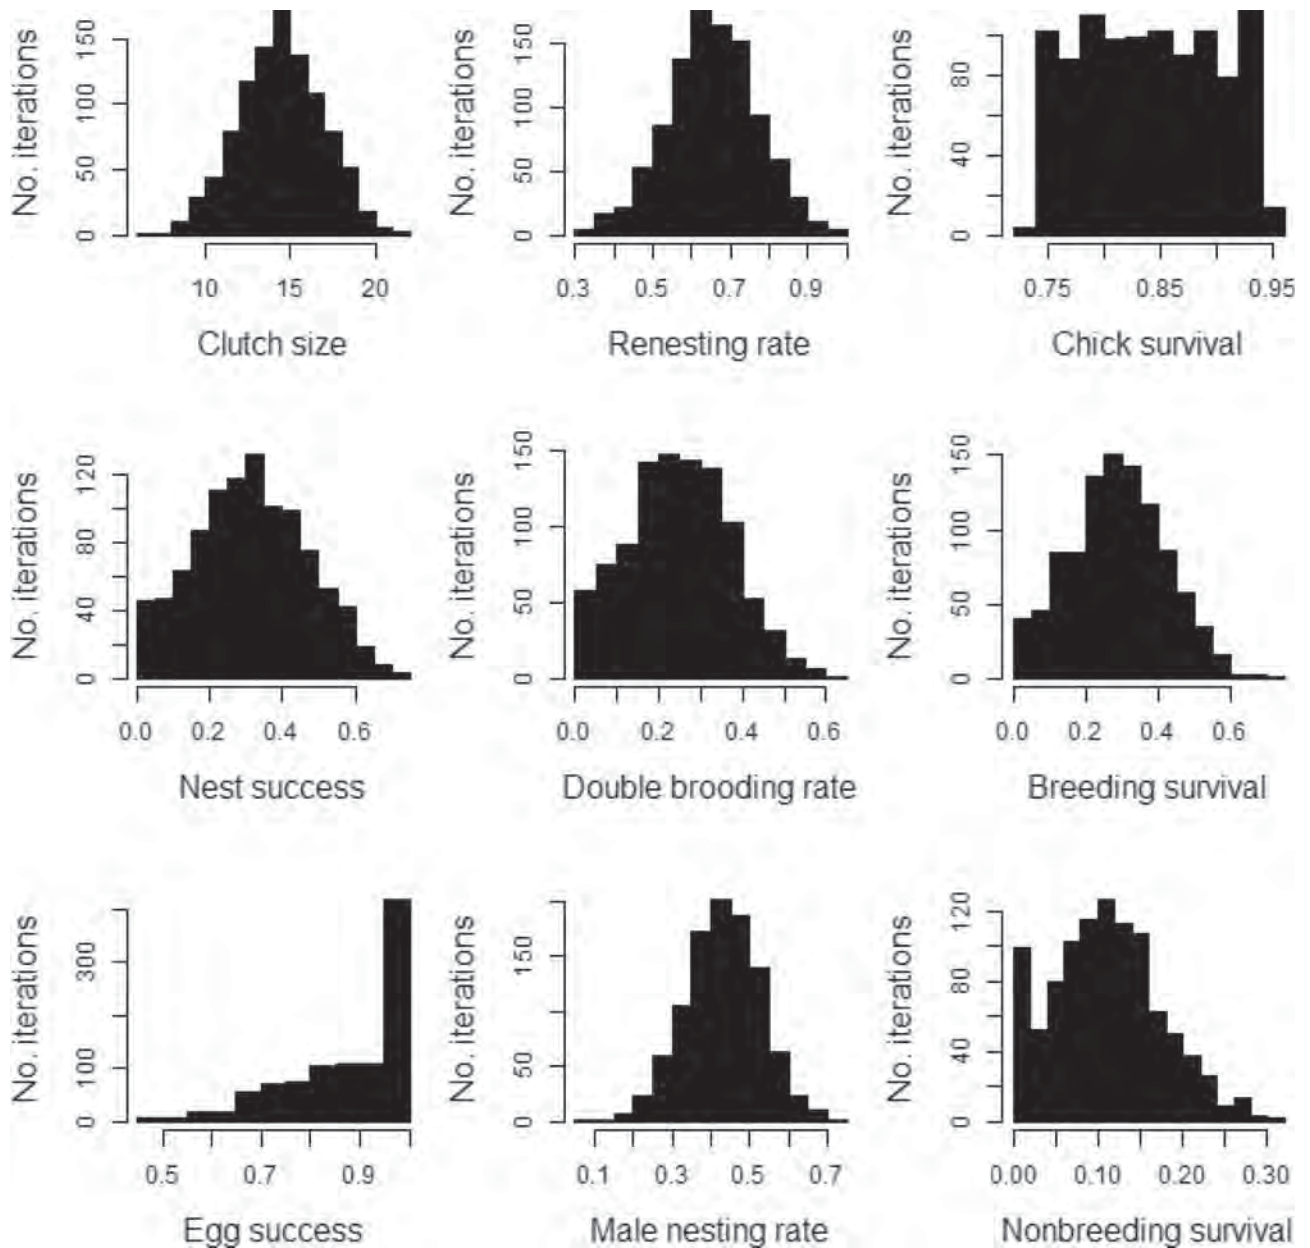 No. iterations
0 50 100 150
10 15 20
Clutch size
No. iterations
0 50 100 150
0.3 0.5 0.7 0.9
Renesting rate
No. iterations
0 40 80
0.75 0.85 0.95
Chick survival
No. iterations
0 40 80 120
0.0 0.2 0.4 0.6
Nest success
No. iterations
0 50 100 150
0.0 0.2 0.4 0.6
Double brooding rate
No. iterations
0 50 100 150
0.0 0.2 0.4 0.6
Breeding survival
No. iterations
0 100 300
0.5 0.7 0.9
Egg success
No. iterations
0 50 150
0.1 0.3 0.5 0.7
Male nesting rate
No. iterations
0 40 80 120
0.00 0.10 0.20 0.30
Nonbreeding survival